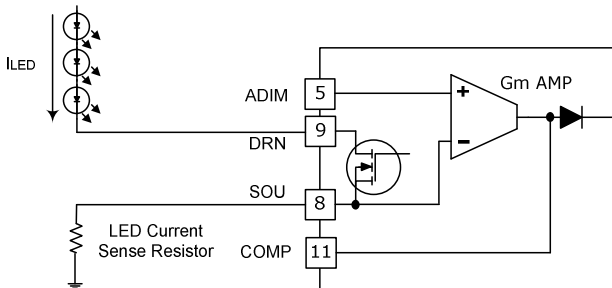 ILED
ADIM
5
Gm AMP
+
-
9
DRN
SOU
8
LED Current
Sense Resistor
COMP
11